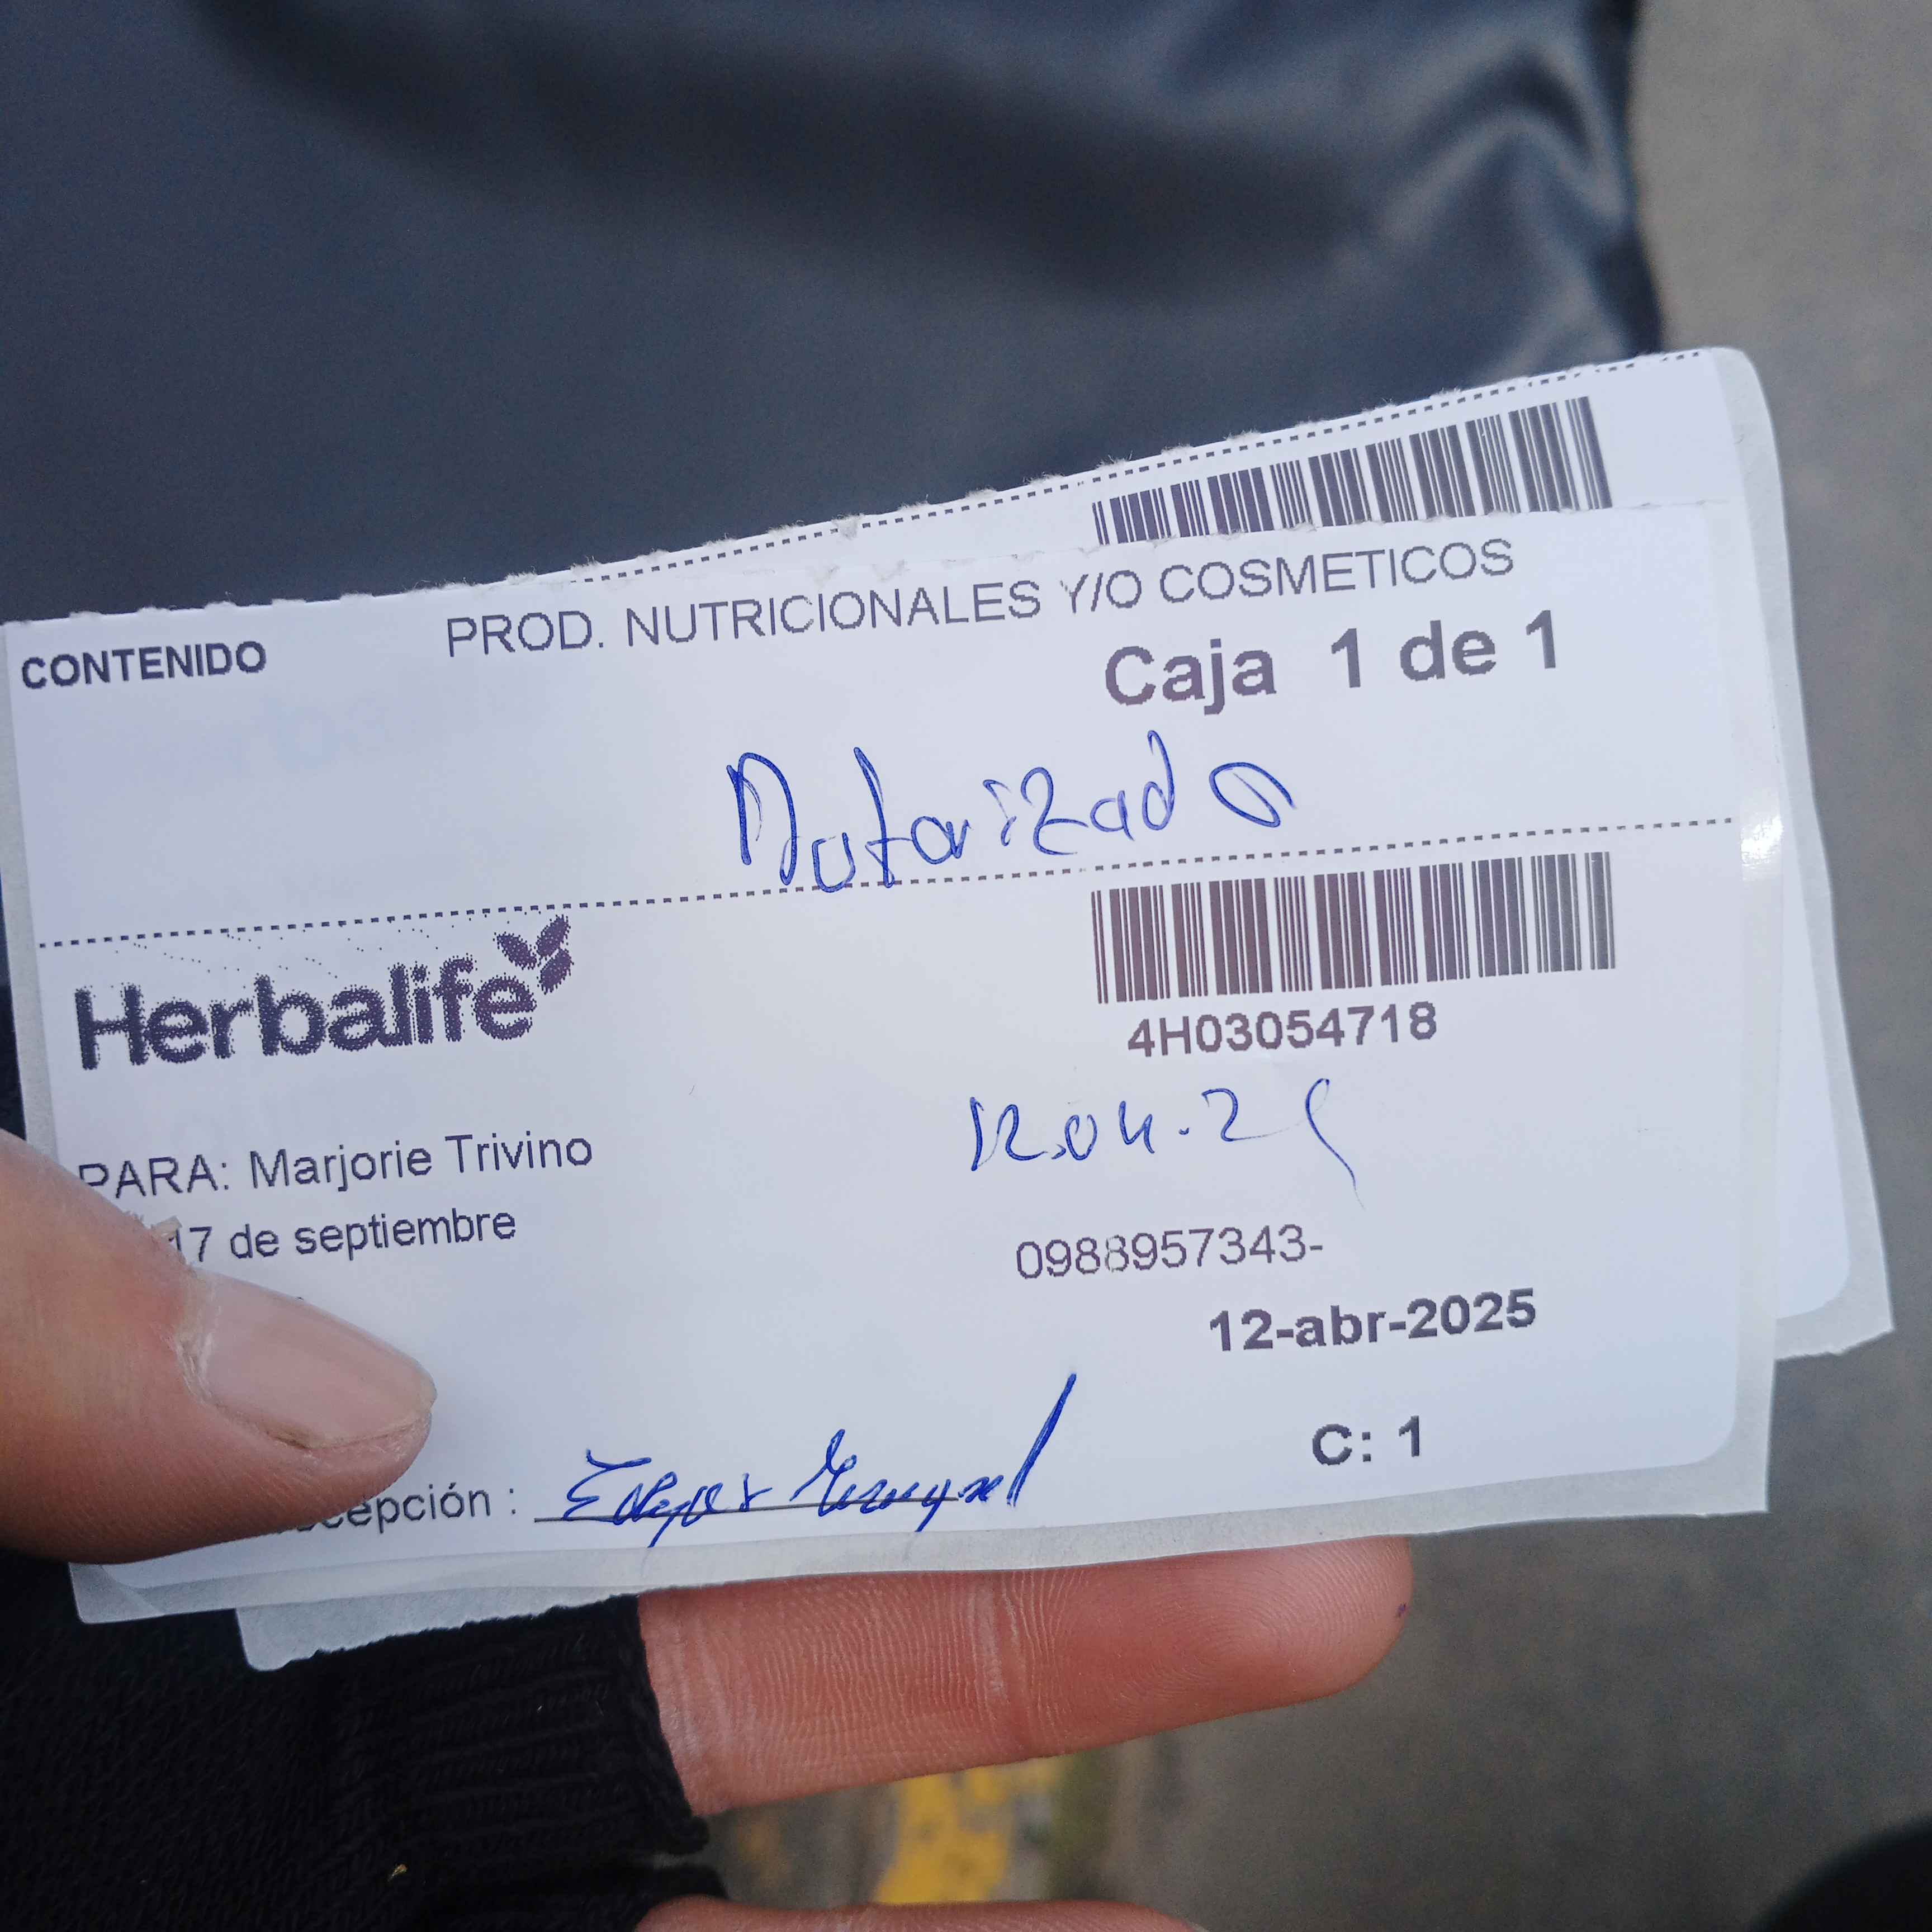 CONTENIDO PROD. NUTRICIONALES Y/O COSMETICOS
Caja 1 de 1
Motorizado
Herbalife
4H03054718
PARA: Marjorie Trivino
12.04.25
17 de septiembre
0988957343-
12-abr-2025
C: 1
cepción :